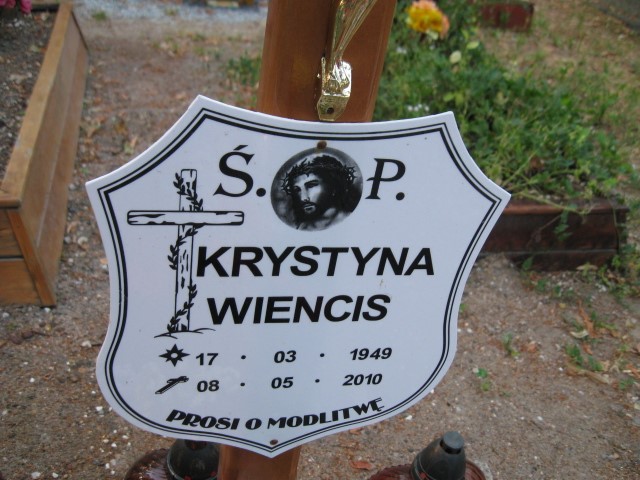 Ś. P.
KRYSTYNA
WIENCIS
17 · 03 · 1949
08 · 05 · 2010
PROSI O MODLITWĘ